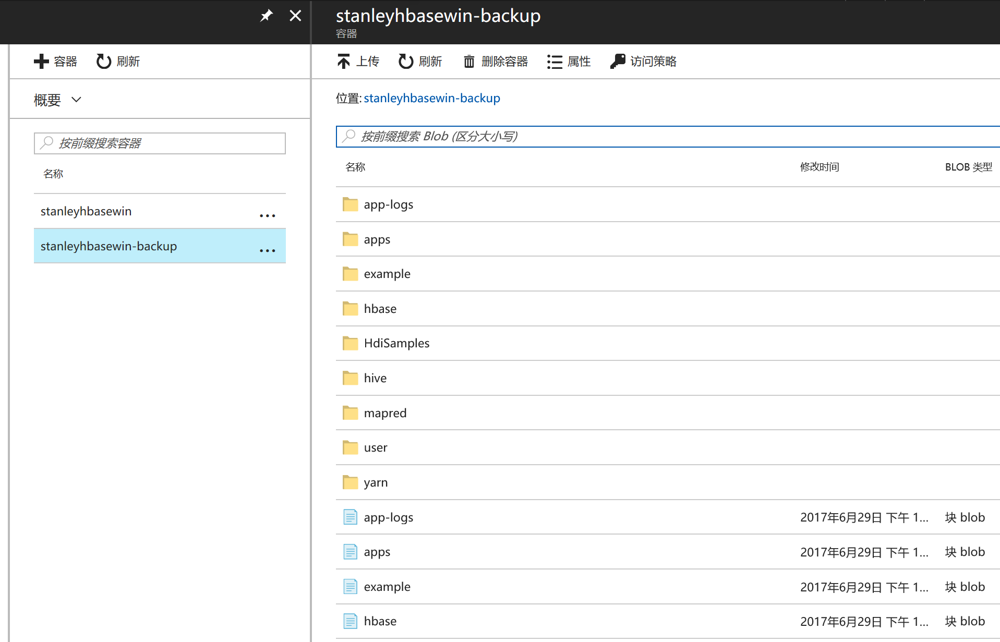 stanleyhbasewin-backup
容器
容器 刷新
上传 刷新 删除容器 属性 访问策略
概要
按前缀搜索容器
名称
stanleyhbasewin ...
stanleyhbasewin-backup ...
位置: stanleyhbasewin-backup
按前缀搜索 Blob (区分大小写)
名称 修改时间 BLOB 类型
app-logs
apps
example
hbase
HdiSamples
hive
mapred
user
yarn
app-logs 2017年6月29日 下午 1... 块 blob
apps 2017年6月29日 下午 1... 块 blob
example 2017年6月29日 下午 1... 块 blob
hbase 2017年6月29日 下午 1... 块 blob